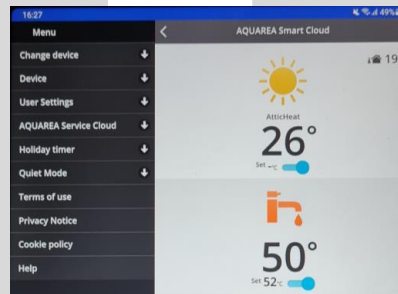 16:27
49%
Menu
AQUAREA Smart Cloud
Change device
Device
User Settings
AQUAREA Service Cloud
Holiday timer
Quiet Mode
Terms of use
Privacy Notice
Cookie policy
Help
19
AtticHeat
26°
Set -°C
50°
Set 52°C